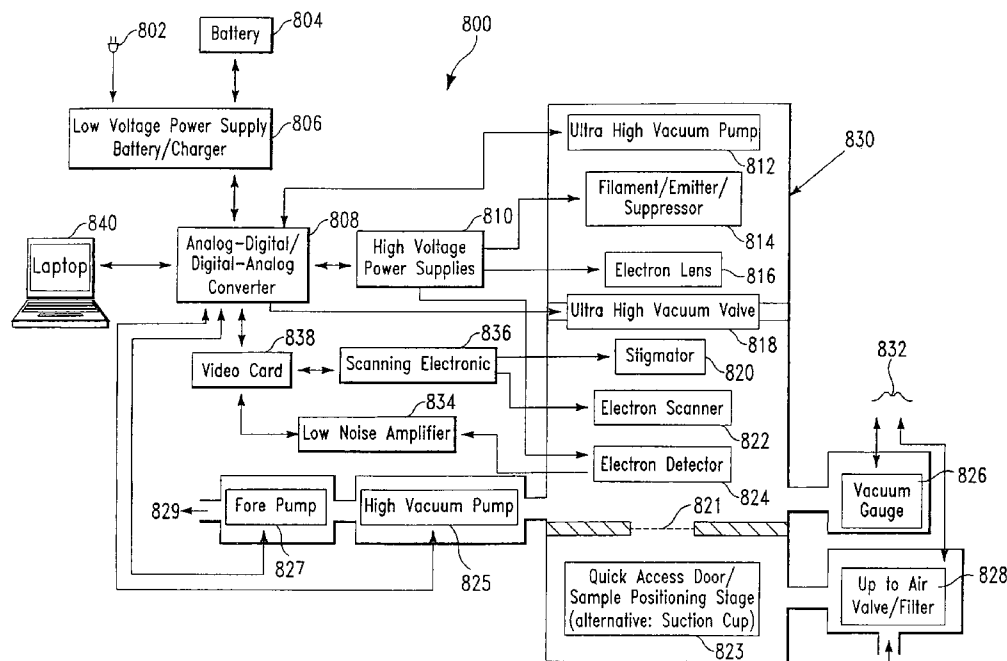 802
804
Battery
800
Low Voltage Power Supply
Battery/Charger
806
Ultra High Vacuum Pump
812
830
Filament/Emitter/
Suppressor
814
840
Laptop
808
Analog-Digital/
Digital-Analog
Converter
810
High Voltage
Power Supplies
Electron Lens
816
Ultra High Vacuum Valve
818
838
Video Card
836
Scanning Electronic
Stigmator
820
832
834
Low Noise Amplifier
Electron Scanner
822
Electron Detector
824
826
Vacuum
Gauge
829
Fore Pump
827
High Vacuum Pump
825
821
Quick Access Door/
Sample Positioning Stage
(alternative: Suction Cup)
823
828
Up to Air
Valve/Filter